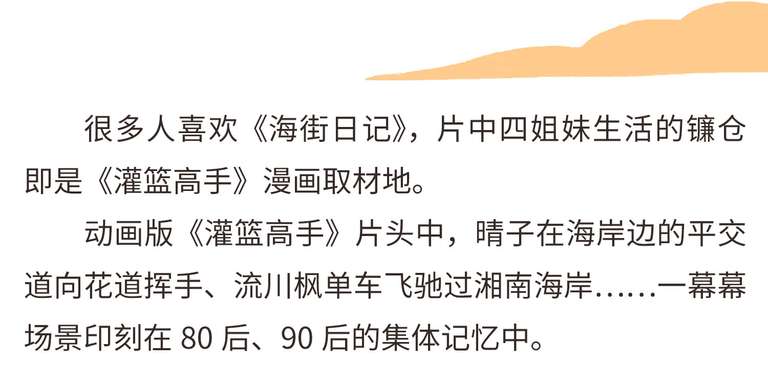 很多人喜欢《海街日记》，片中四姐妹生活的镰仓
即是《灌篮高手》漫画取材地。
动画版《灌篮高手》片头中，晴子在海岸边的平交
道向花道挥手、流川枫单车飞驰过湘南海岸……一幕幕
场景印刻在 80 后、90 后的集体记忆中。